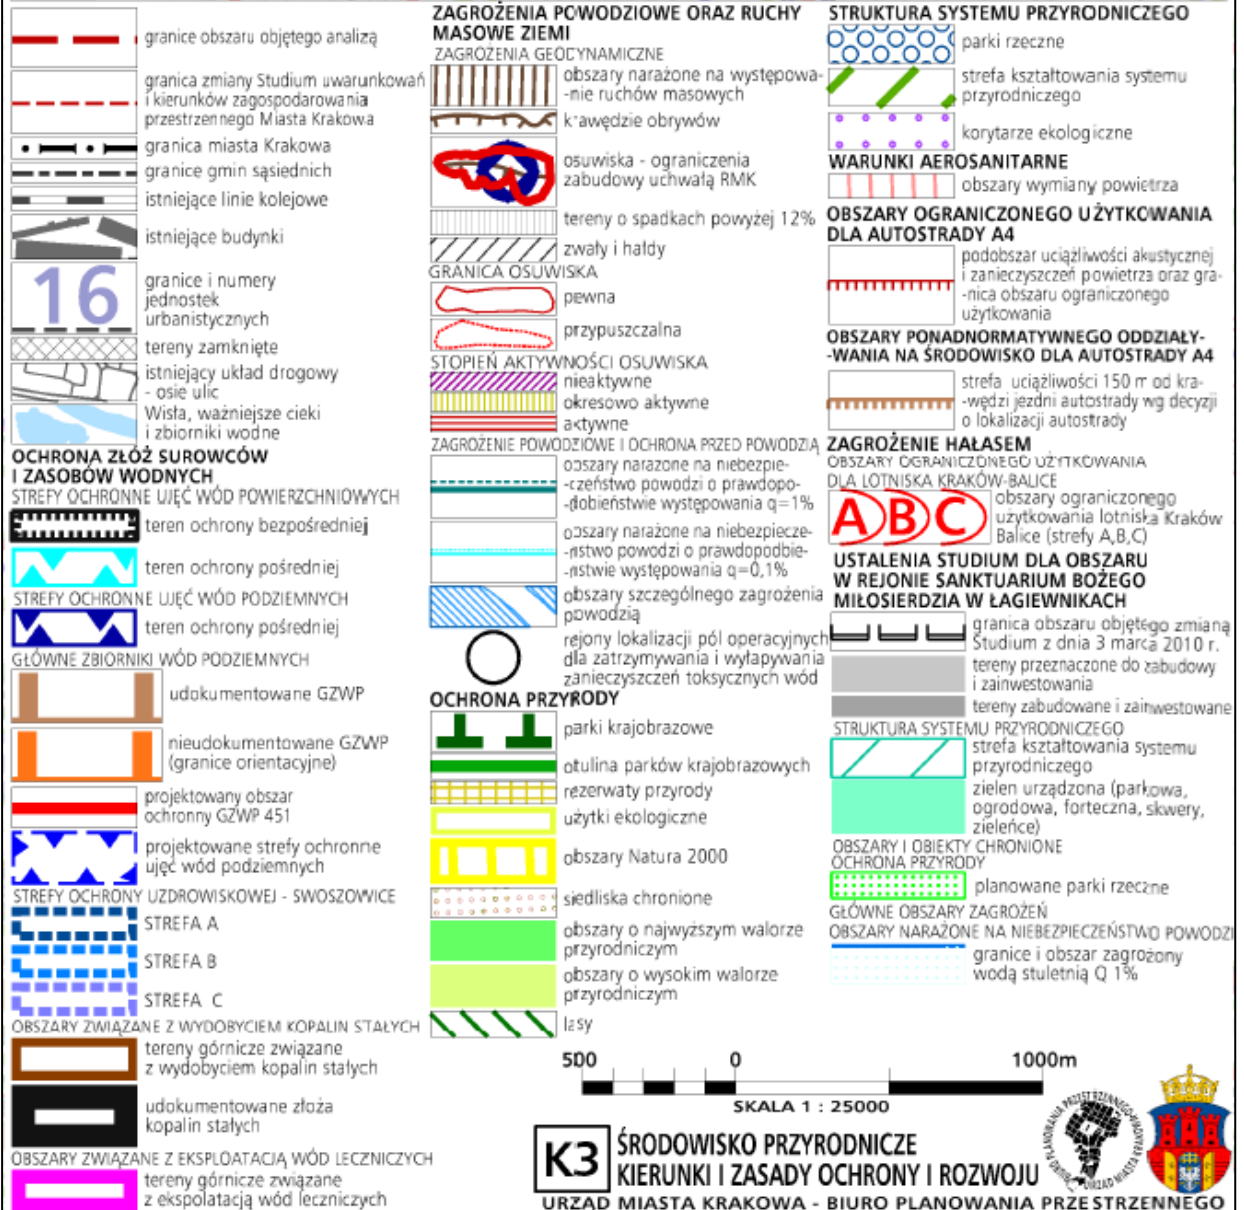 granice obszaru objętego analizą
granica zmiany Studium uwarunkowań
i kierunków zagospodarowania
przestrzennego Miasta Krakowa
granica miasta Krakowa
granice gmin sąsiednich
istniejące linie kolejowe
istniejące budynki
16
granice i numery
jednostek
urbanistycznych
tereny zamknięte
istniejący układ drogowy
- osie ulic
Wisła, ważniejsze cieki
i zbiorniki wodne
OCHRONA ZŁÓŻ SUROWCÓW
I ZASOBÓW WODNYCH
STREFY OCHRONNE UJĘĆ WÓD POWIERZCHNIOWYCH
teren ochrony bezpośredniej
teren ochrony pośredniej
STREFY OCHRONNE UJĘĆ WÓD PODZIEMNYCH
teren ochrony pośredniej
GŁÓWNE ZBIORNIKI WÓD PODZIEMNYCH
udokumentowane GZWP
nieudokumentowane GZWP
(granice orientacyjne)
projektowany obszar
ochronny GZWP 451
projektowane strefy ochronne
ujęć wód podziemnych
STREFY OCHRONY UZDROWISKOWEJ - SWOSZOWICE
STREFA A
STREFA B
STREFA C
OBSZARY ZWIĄZANE Z WYDOBYCIEM KOPALIN STAŁYCH
tereny górnicze związane
z wydobyciem kopalin stałych
udokumentowane złoża
kopalin stałych
OBSZARY ZWIĄZANE Z EKSPLOATACJĄ WÓD LECZNICZYCH
tereny górnicze związane
z ekspolatacją wód leczniczych
ZAGROŻENIA POWODZIOWE ORAZ RUCHY
MASOWE ZIEMI
ZAGROŻENIA GEODYNAMICZNE
obszary narażone na występowa-
-nie ruchów masowych
krawędzie obrywów
osuwiska - ograniczenia
zabudowy uchwałą RMK
tereny o spadkach powyżej 12%
zwały i hałdy
GRANICA OSUWISKA
pewna
przypuszczalna
STOPIEŃ AKTYWNOŚCI OSUWISKA
nieaktywne
okresowo aktywne
aktywne
ZAGROŻENIE POWODZIOWE I OCHRONA PRZED POWODZIĄ
obszary narażone na niebezpie-
-czeństwo powodzi o prawdopo-
-dobieństwie występowania q=1%
obszary narażone na niebezpiecze-
-ństwo powodzi o prawdopodbie-
-ństwie występowania q=0,1%
obszary szczególnego zagrożenia
powodzią
rejony lokalizacji pól operacyjnych
dla zatrzymywania i wyłapywania
zanieczyszczeń toksycznych wód
OCHRONA PRZYRODY
parki krajobrazowe
otulina parków krajobrazowych
rezerwaty przyrody
użytki ekologiczne
obszary Natura 2000
siedliska chronione
obszary o najwyższym walorze
przyrodniczym
obszary o wysokim walorze
przyrodniczym
lasy
STRUKTURA SYSTEMU PRZYRODNICZEGO
parki rzeczne
strefa kształtowania systemu
przyrodniczego
korytarze ekologiczne
WARUNKI AEROSANITARNE
obszary wymiany powietrza
OBSZARY OGRANICZONEGO UŻYTKOWANIA
DLA AUTOSTRADY A4
podobszar uciążliwości akustycznej
i zanieczyszczeń powietrza oraz gra-
-nica obszaru ograniczonego
użytkowania
OBSZARY PONADNORMATYWNEGO ODDZIAŁY-
-WANIA NA ŚRODOWISKO DLA AUTOSTRADY A4
strefa uciążliwości 150 m od kra-
-wędzi jezdni autostrady wg decyzji
o lokalizacji autostrady
ZAGROŻENIE HAŁASEM
OBSZARY OGRANICZONEGO UŻYTKOWANIA
DLA LOTNISKA KRAKÓW-BALICE
A B C
obszary ograniczonego
użytkowania lotniska Kraków
Balice (strefy A,B,C)
USTALENIA STUDIUM DLA OBSZARU
W REJONIE SANKTUARIUM BOŻEGO
MIŁOSIERDZIA W ŁAGIEWNIKACH
granica obszaru objętego zmianą
Studium z dnia 3 marca 2010 r.
tereny przeznaczone do zabudowy
i zainwestowania
tereny zabudowane i zainwestowane
STRUKTURA SYSTEMU PRZYRODNICZEGO
strefa kształtowania systemu
przyrodniczego
zieleń urządzona (parkowa,
ogrodowa, forteczna, skwery,
zieleńce)
OBSZARY I OBIEKTY CHRONIONE
OCHRONA PRZYRODY
planowane parki rzeczne
GŁÓWNE OBSZARY ZAGROŻEŃ
OBSZARY NARAŻONE NA NIEBEZPIECZEŃSTWO POWODZI
granice i obszar zagrożony
wodą stuletnią Q 1%
500 0 1000m
SKALA 1 : 25000
K3
ŚRODOWISKO PRZYRODNICZE
KIERUNKI I ZASADY OCHRONY I ROZWOJU
URZĄD MIASTA KRAKOWA - BIURO PLANOWANIA PRZESTRZENNEGO